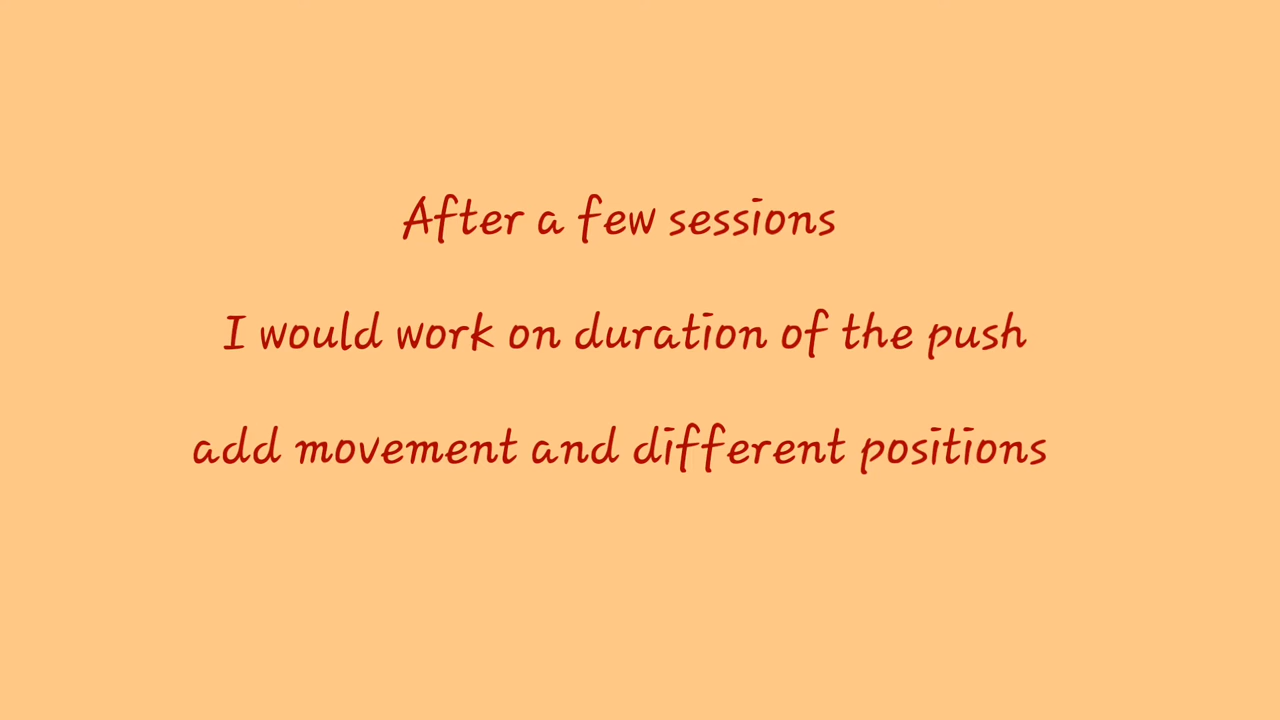 After a few sessions
I would work on duration of the push
add movement and different positions